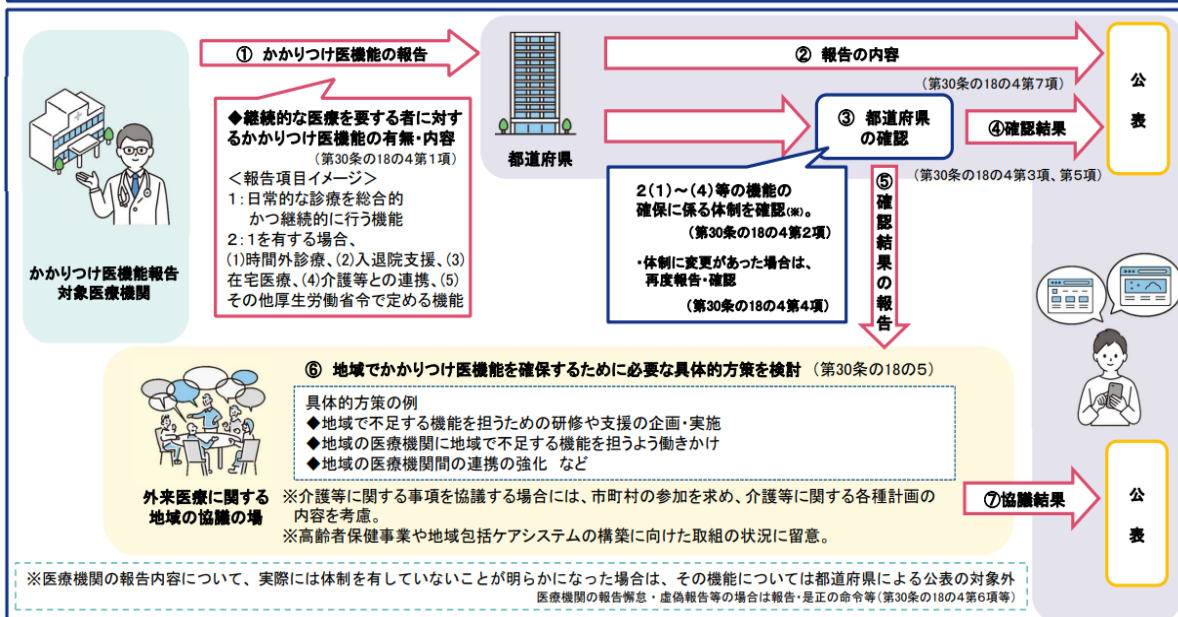 ① かかりつけ医機能の報告
② 報告の内容
(第30条の18の4第7項)
公
表
◆継続的な医療を要する者に対す
るかかりつけ医機能の有無・内容
(第30条の18の4第1項)
＜報告項目イメージ＞
1：日常的な診療を総合的
かつ継続的に行う機能
2：1を有する場合、
(1)時間外診療、(2)入退院支援、(3)
在宅医療、(4)介護等との連携、(5)
その他厚生労働省令で定める機能
かかりつけ医機能報告
対象医療機関
都道府県
③ 都道府県
の確認
④確認結果
(第30条の18の4第3項、第5項)
2(1)～(4)等の機能の
確保に係る体制を確認(※)。
(第30条の18の4第2項)
・体制に変更があった場合は、
再度報告・確認
(第30条の18の4第4項)
⑤確認結果の報告
⑥ 地域でかかりつけ医機能を確保するために必要な具体的方策を検討 (第30条の18の5)
具体的方策の例
◆地域で不足する機能を担うための研修や支援の企画・実施
◆地域の医療機関に地域で不足する機能を担うよう働きかけ
◆地域の医療機関間の連携の強化 など
外来医療に関する
地域の協議の場
※介護等に関する事項を協議する場合には、市町村の参加を求め、介護等に関する各種計画の
内容を考慮。
※高齢者保健事業や地域包括ケアシステムの構築に向けた取組の状況に留意。
⑦協議結果
公
表
※医療機関の報告内容について、実際には体制を有していないことが明らかになった場合は、その機能については都道府県による公表の対象外
医療機関の報告懈怠・虚偽報告等の場合は報告・是正の命令等(第30条の18の4第6項等)